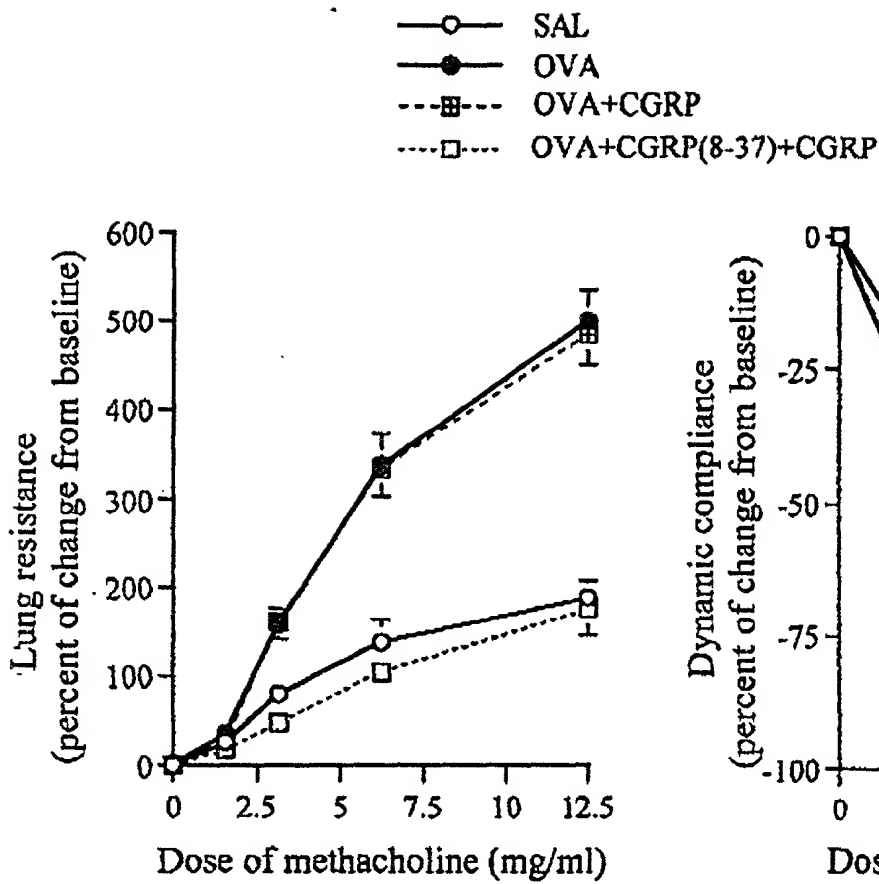 SAL
OVA
OVA+CGRP
OVA+CGRP(8-37)+CGRP
Lung resistance
(percent of change from baseline)
600
500
400
300
200
100
0
0 2.5 5 7.5 10 12.5
Dose of methacholine (mg/ml)
Dynamic compliance
(percent of change from baseline)
0
-25
-50
-75
-100
0
Dos